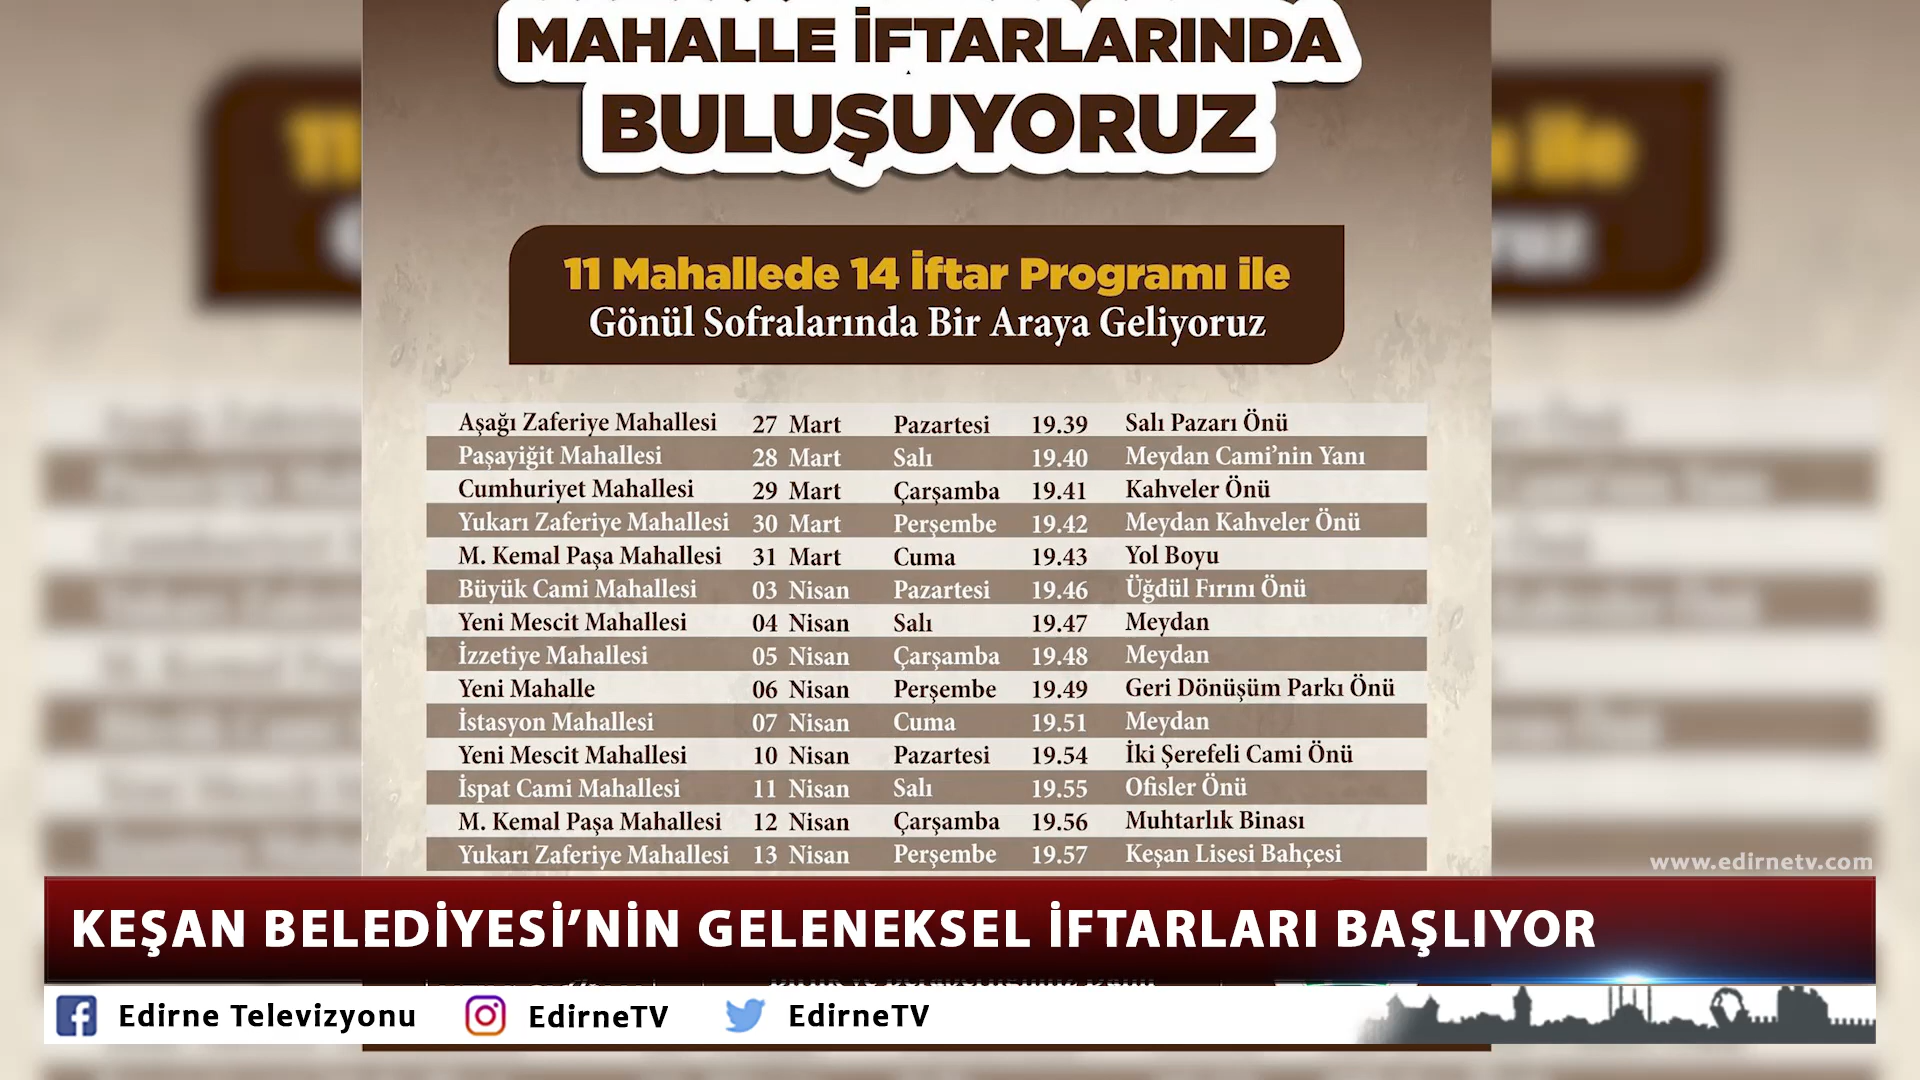 MAHALLE İFTARLARINDA
BULUŞUYORUZ
11 Mahallede 14 İftar Programı ile
Gönül Sofralarında Bir Araya Geliyoruz
Aşağı Zaferiye Mahallesi 27 Mart Pazartesi 19.39 Salı Pazarı Önü
Paşayiğit Mahallesi 28 Mart Salı 19.40 Meydan Cami’nin Yanı
Cumhuriyet Mahallesi 29 Mart Çarşamba 19.41 Kahveler Önü
Yukarı Zaferiye Mahallesi 30 Mart Perşembe 19.42 Meydan Kahveler Önü
M. Kemal Paşa Mahallesi 31 Mart Cuma 19.43 Yol Boyu
Büyük Cami Mahallesi 03 Nisan Pazartesi 19.46 Üğdül Fırını Önü
Yeni Mescit Mahallesi 04 Nisan Salı 19.47 Meydan
İzzetiye Mahallesi 05 Nisan Çarşamba 19.48 Meydan
Yeni Mahalle 06 Nisan Perşembe 19.49 Geri Dönüşüm Parkı Önü
İstasyon Mahallesi 07 Nisan Cuma 19.51 Meydan
Yeni Mescit Mahallesi 10 Nisan Pazartesi 19.54 İki Şerefeli Cami Önü
İspat Cami Mahallesi 11 Nisan Salı 19.55 Ofisler Önü
M. Kemal Paşa Mahallesi 12 Nisan Çarşamba 19.56 Muhtarlık Binası
Yukarı Zaferiye Mahallesi 13 Nisan Perşembe 19.57 Keşan Lisesi Bahçesi
www.edirnetv.com
KEŞAN BELEDİYESİ’NİN GELENEKSEL İFTARLARI BAŞLIYOR
Edirne Televizyonu EdirneTV EdirneTV